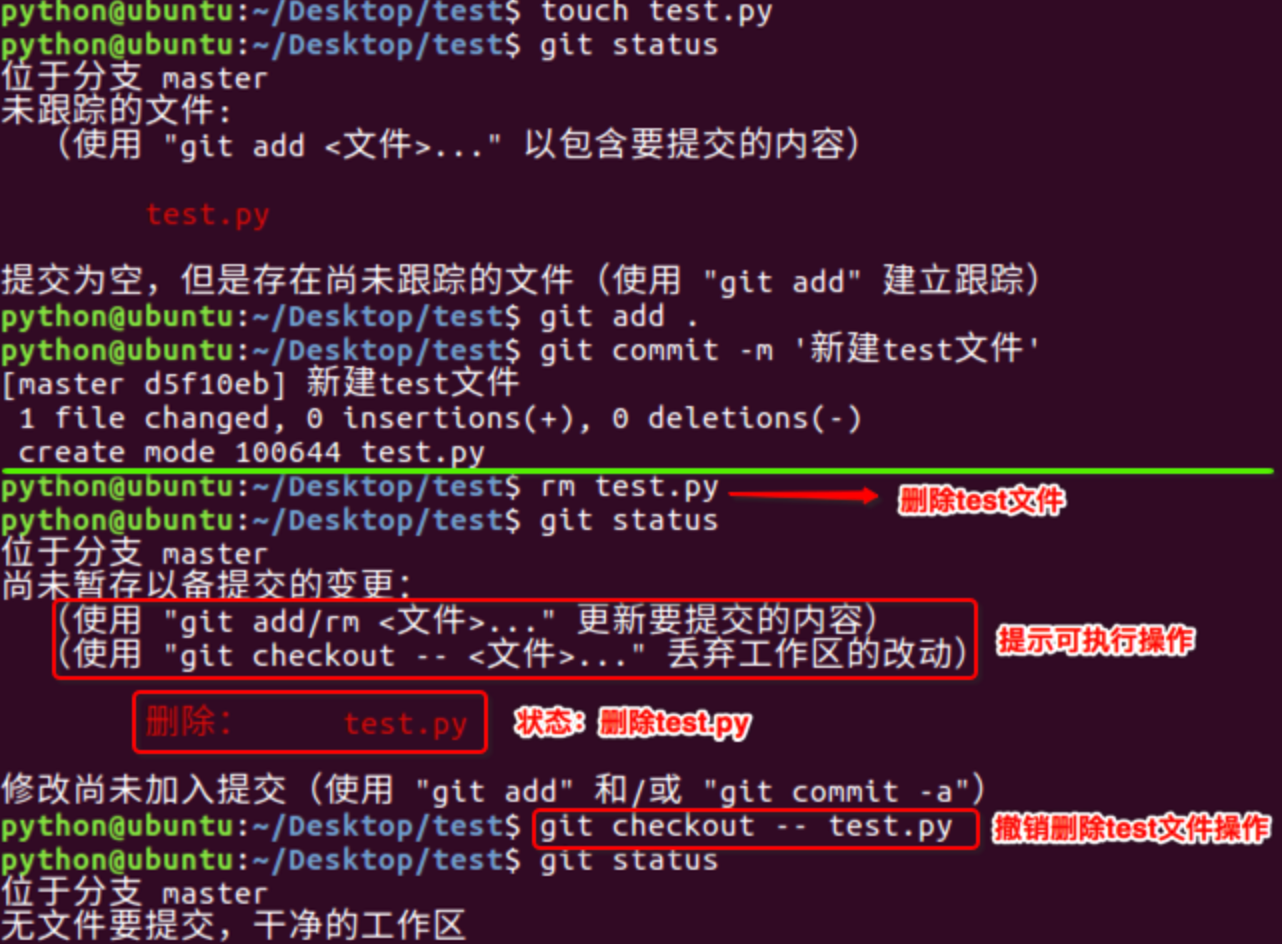 python@ubuntu:~/Desktop/test$ touch test.py
python@ubuntu:~/Desktop/test$ git status
位于分支 master
未跟踪的文件:
（使用 "git add <文件>..." 以包含要提交的内容）
test.py
提交为空，但是存在尚未跟踪的文件（使用 "git add" 建立跟踪）
python@ubuntu:~/Desktop/test$ git add .
python@ubuntu:~/Desktop/test$ git commit -m '新建test文件'
[master d5f10eb] 新建test文件
1 file changed, 0 insertions(+), 0 deletions(-)
create mode 100644 test.py
python@ubuntu:~/Desktop/test$ rm test.py 删除test文件
python@ubuntu:~/Desktop/test$ git status
位于分支 master
尚未暂存以备提交的变更：
（使用 "git add/rm <文件>..." 更新要提交的内容）
（使用 "git checkout -- <文件>..." 丢弃工作区的改动）
提示可执行操作
删除： test.py 状态：删除test.py
修改尚未加入提交（使用 "git add" 和/或 "git commit -a"）
python@ubuntu:~/Desktop/test$ git checkout -- test.py 撤销删除test文件操作
python@ubuntu:~/Desktop/test$ git status
位于分支 master
无文件要提交，干净的工作区